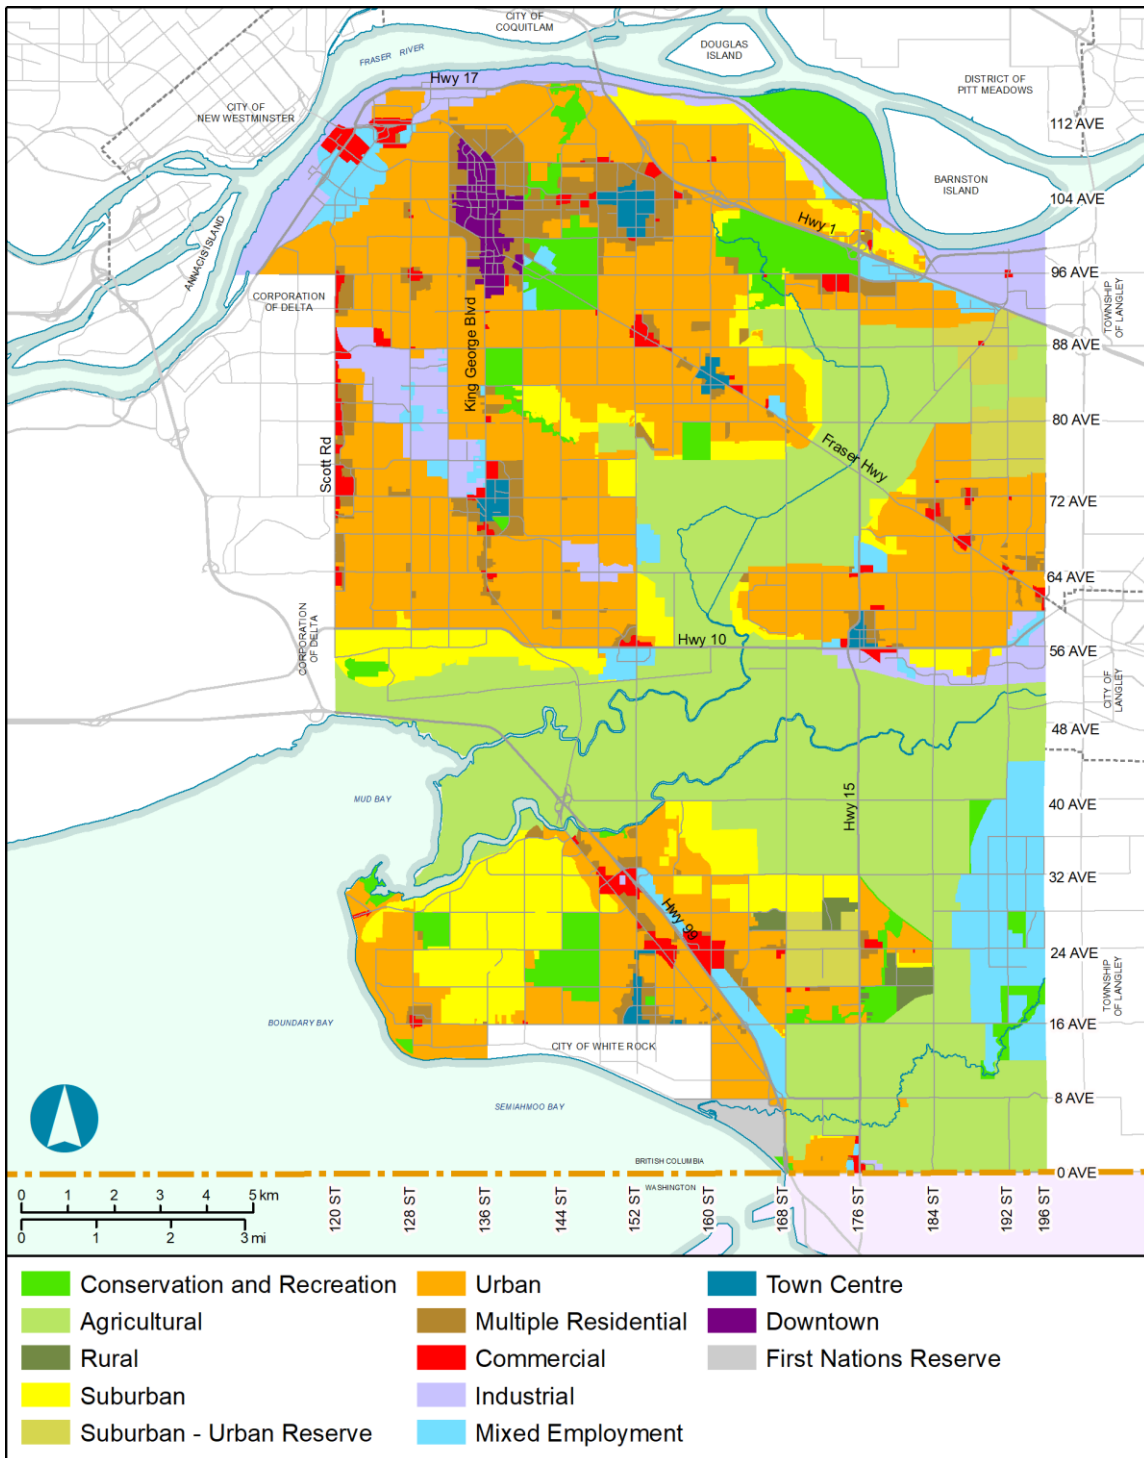 CITY OF
COQUITLAM
FRASER RIVER
DOUGLAS
ISLAND
Hwy 17
DISTRICT OF
PITT MEADOWS
CITY OF
NEW WESTMINSTER
112 AVE
BARNSTON
ISLAND
104 AVE
ANNACIS ISLAND
Hwy 1
96 AVE
CORPORATION
OF DELTA
TOWNSHIP
OF LANGLEY
King George Blvd
88 AVE
80 AVE
Fraser Hwy
Scott Rd
72 AVE
64 AVE
CORPORATION
OF DELTA
Hwy 10
56 AVE
CITY OF
LANGLEY
48 AVE
MUD BAY
Hwy 15
40 AVE
32 AVE
Hwy 99
24 AVE
TOWNSHIP
OF LANGLEY
BOUNDARY BAY
16 AVE
CITY OF WHITE ROCK
8 AVE
SEMIAHMOO BAY
BRITISH COLUMBIA
0 AVE
WASHINGTON
0 1 2 3 4 5 km
0 1 2 3 mi
120 ST
128 ST
136 ST
144 ST
152 ST
160 ST
168 ST
176 ST
184 ST
192 ST
196 ST
Conservation and Recreation
Agricultural
Rural
Suburban
Suburban - Urban Reserve
Urban
Multiple Residential
Commercial
Industrial
Mixed Employment
Town Centre
Downtown
First Nations Reserve